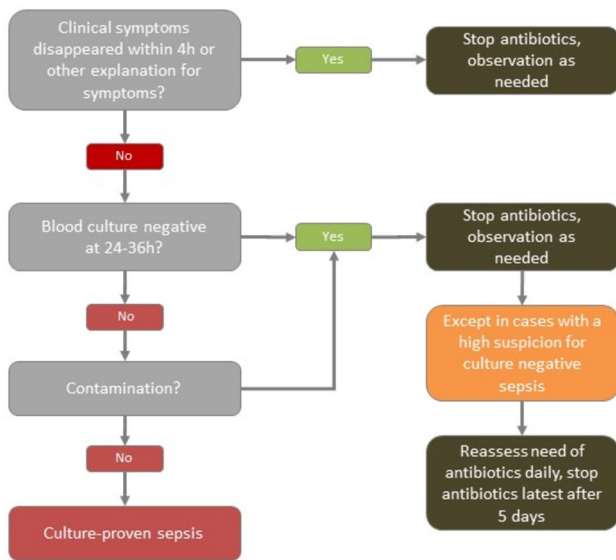 Clinical symptoms
disappeared within 4h or
other explanation for
symptoms?
Yes
Stop antibiotics,
observation as
needed
No
Blood culture negative
at 24-36h?
Yes
Stop antibiotics,
observation as
needed
No
Except in cases with a
high suspicion for
culture negative
sepsis
Contamination?
No
Reassess need of
antibiotics daily, stop
antibiotics latest after
5 days
Culture-proven sepsis